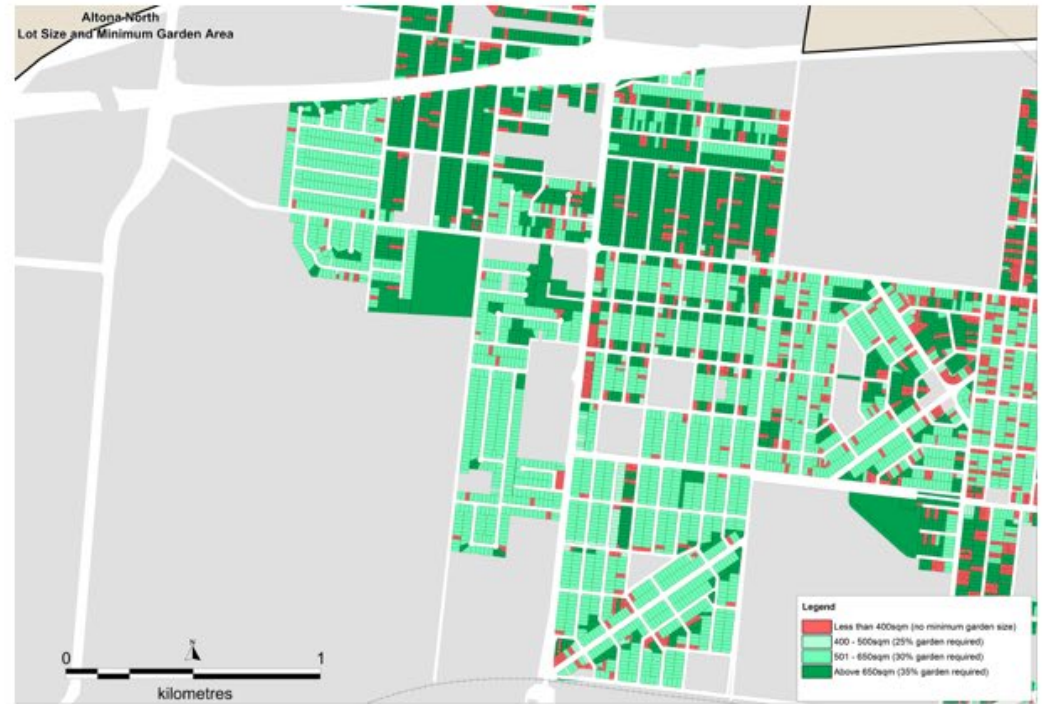 Altona-North
Lot Size and Minimum Garden Area
N
0
1
kilometres
Legend
Less than 400sqm (no minimum garden size)
400 - 500sqm (25% garden required)
501 - 650sqm (30% garden required)
Above 650sqm (35% garden required)